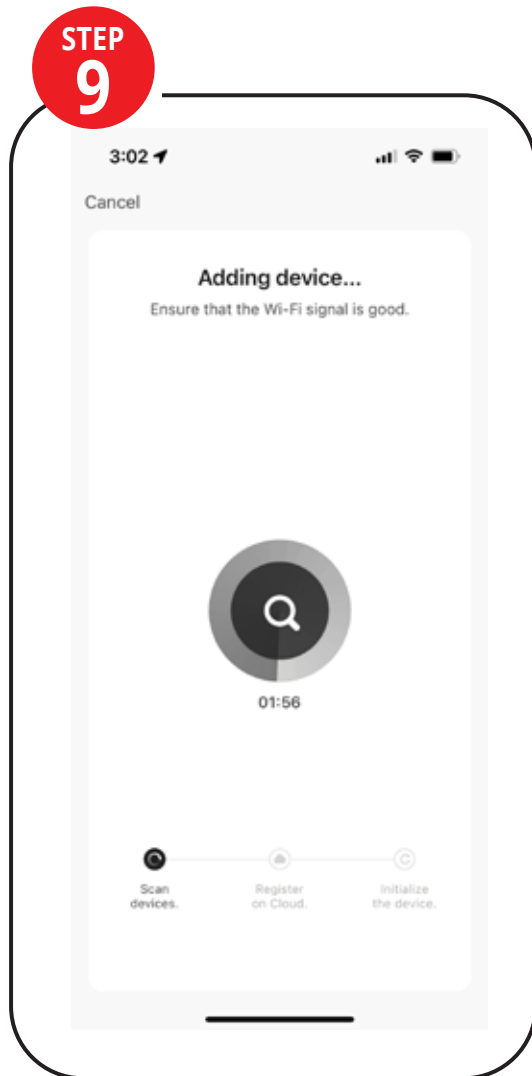 STEP
9
3:02
Cancel
Adding device...
Ensure that the Wi-Fi signal is good.
01:56
Scan
devices.
Register
on Cloud.
Initialize
the device.